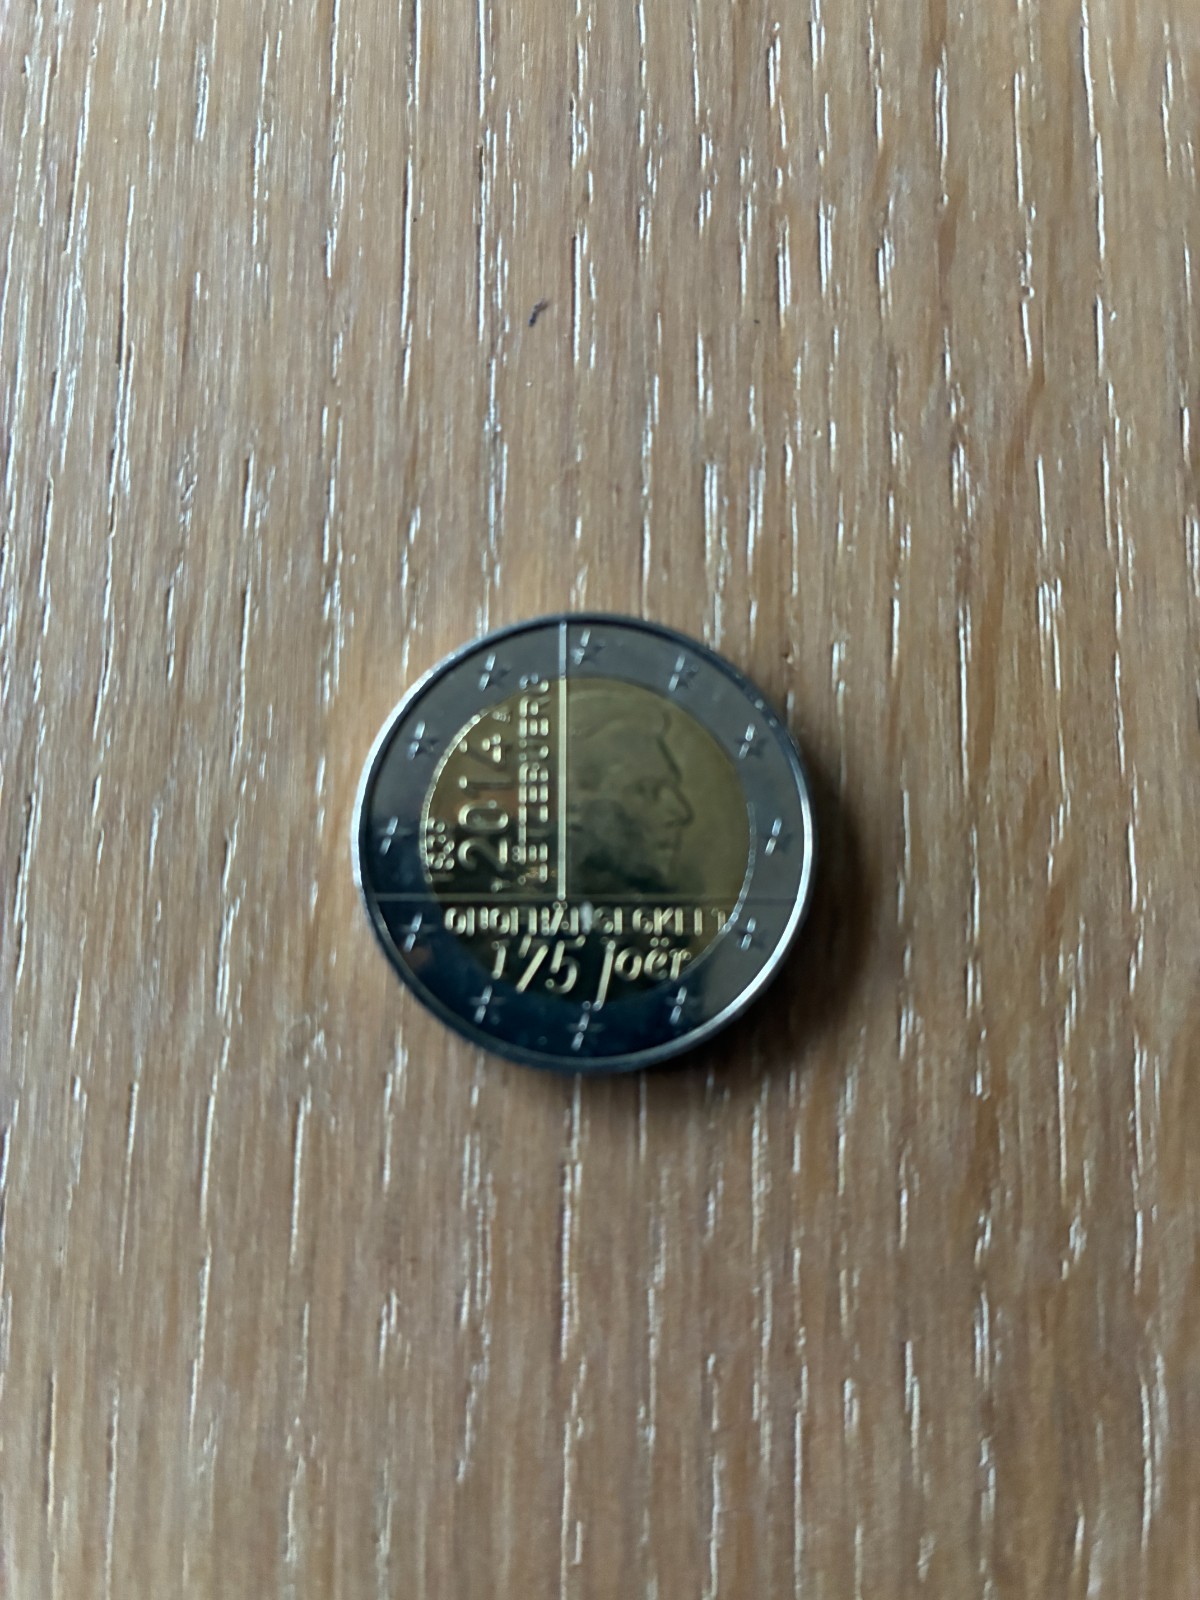 1839
2014
LËTZEBUERG
ONOFHÄNGEGKEET
175 Joër